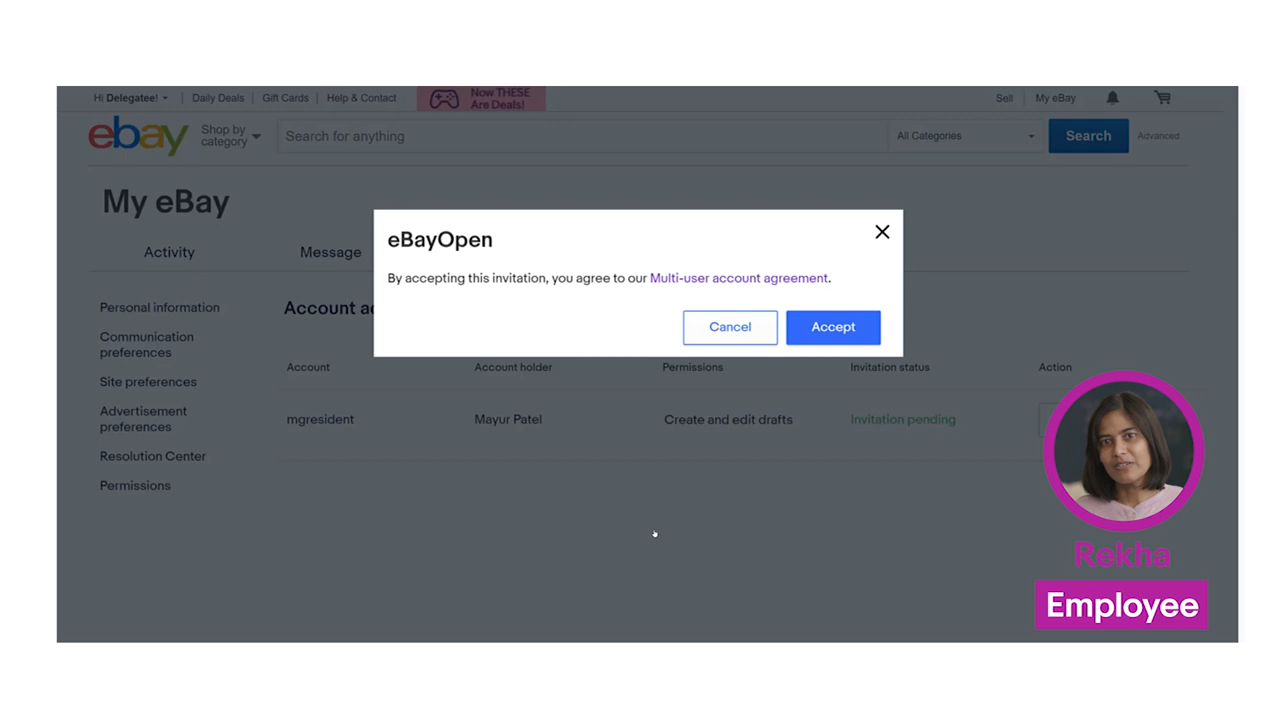 Hi Delegatee!
Daily Deals
Gift Cards
Help & Contact
Now THESE
Are Deals!
Sell
My eBay
ebay
Shop by
category
Search for anything
All Categories
Search
Advanced
My eBay
Activity
Message
eBayOpen
By accepting this invitation, you agree to our Multi-user account agreement.
Cancel
Accept
Personal information
Communication
preferences
Site preferences
Advertisement
preferences
Resolution Center
Permissions
Account
Account
Account holder
Permissions
Invitation status
Action
mgresident
Mayur Patel
Create and edit drafts
Invitation pending
Rekha
Employee